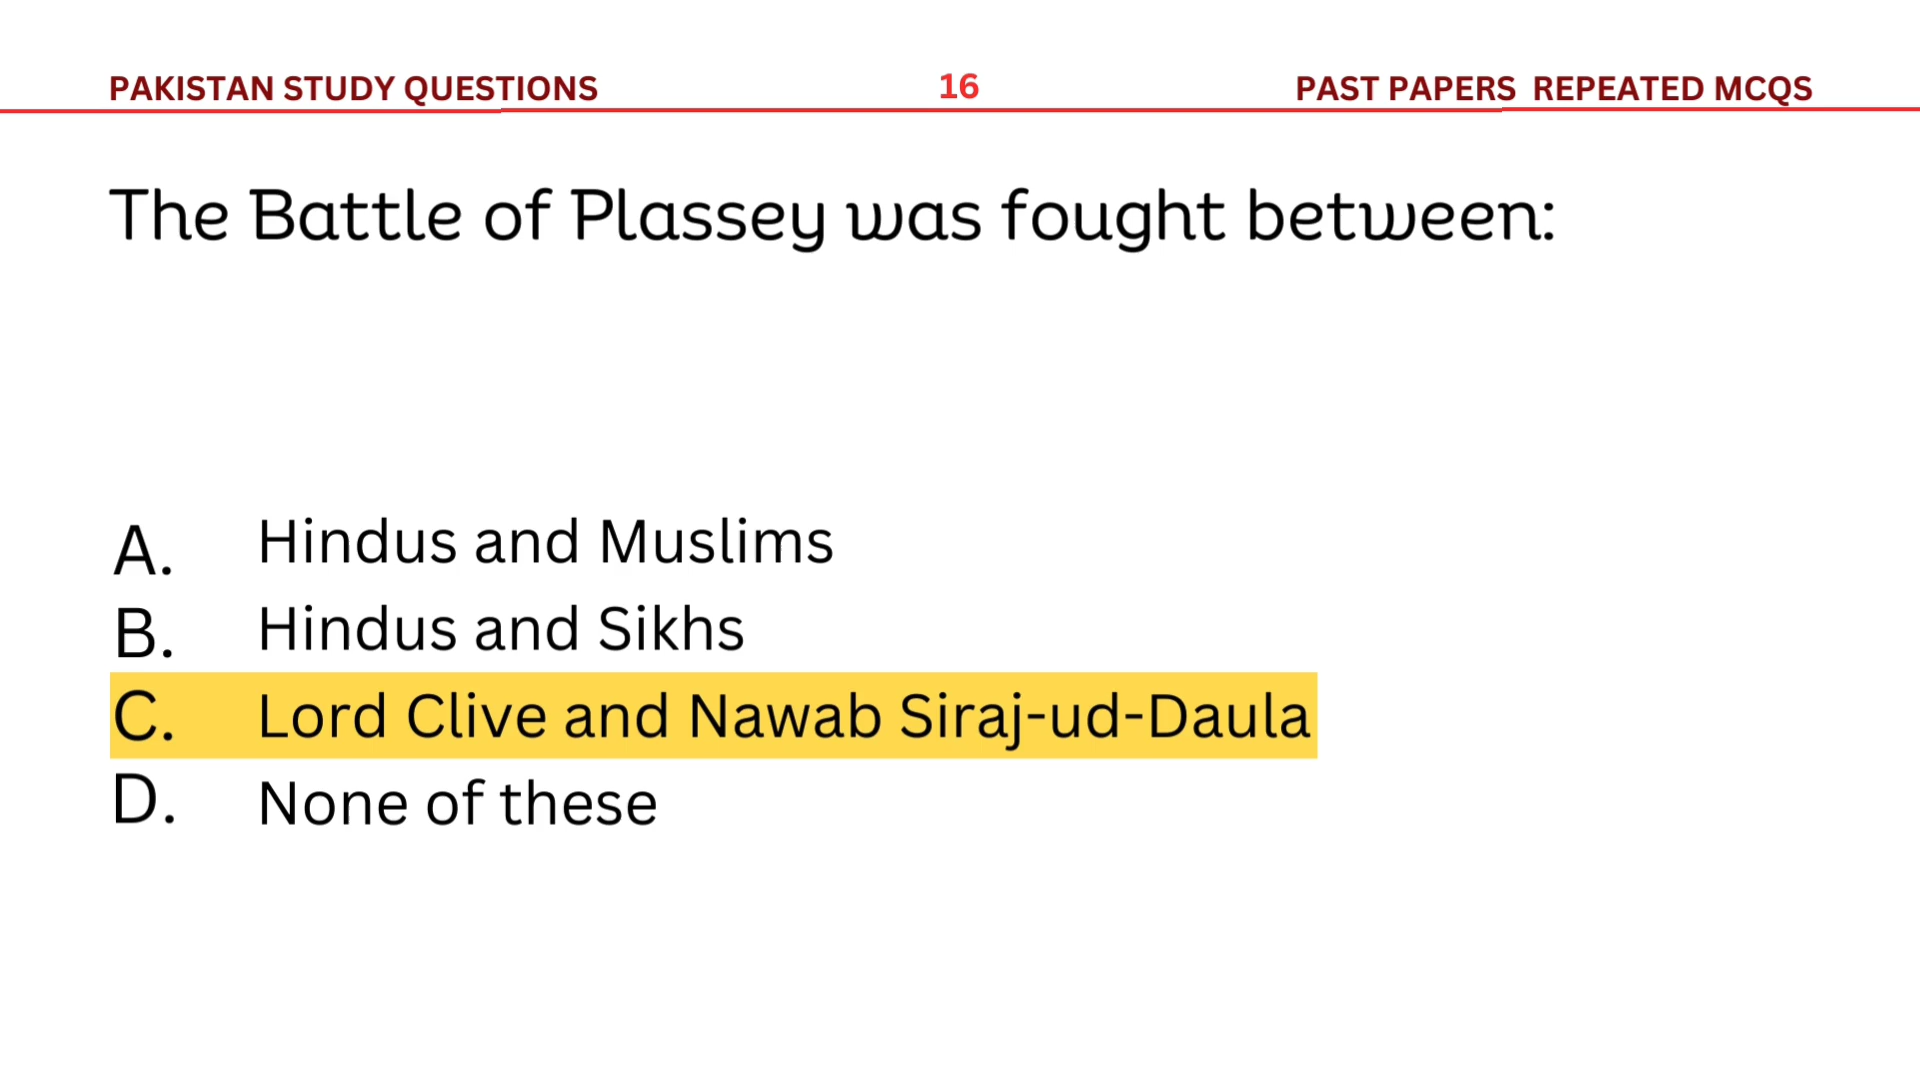 PAKISTAN STUDY QUESTIONS 16 PAST PAPERS REPEATED MCQS
The Battle of Plassey was fought between:
A. Hindus and Muslims
B. Hindus and Sikhs
C. Lord Clive and Nawab Siraj-ud-Daula
D. None of these